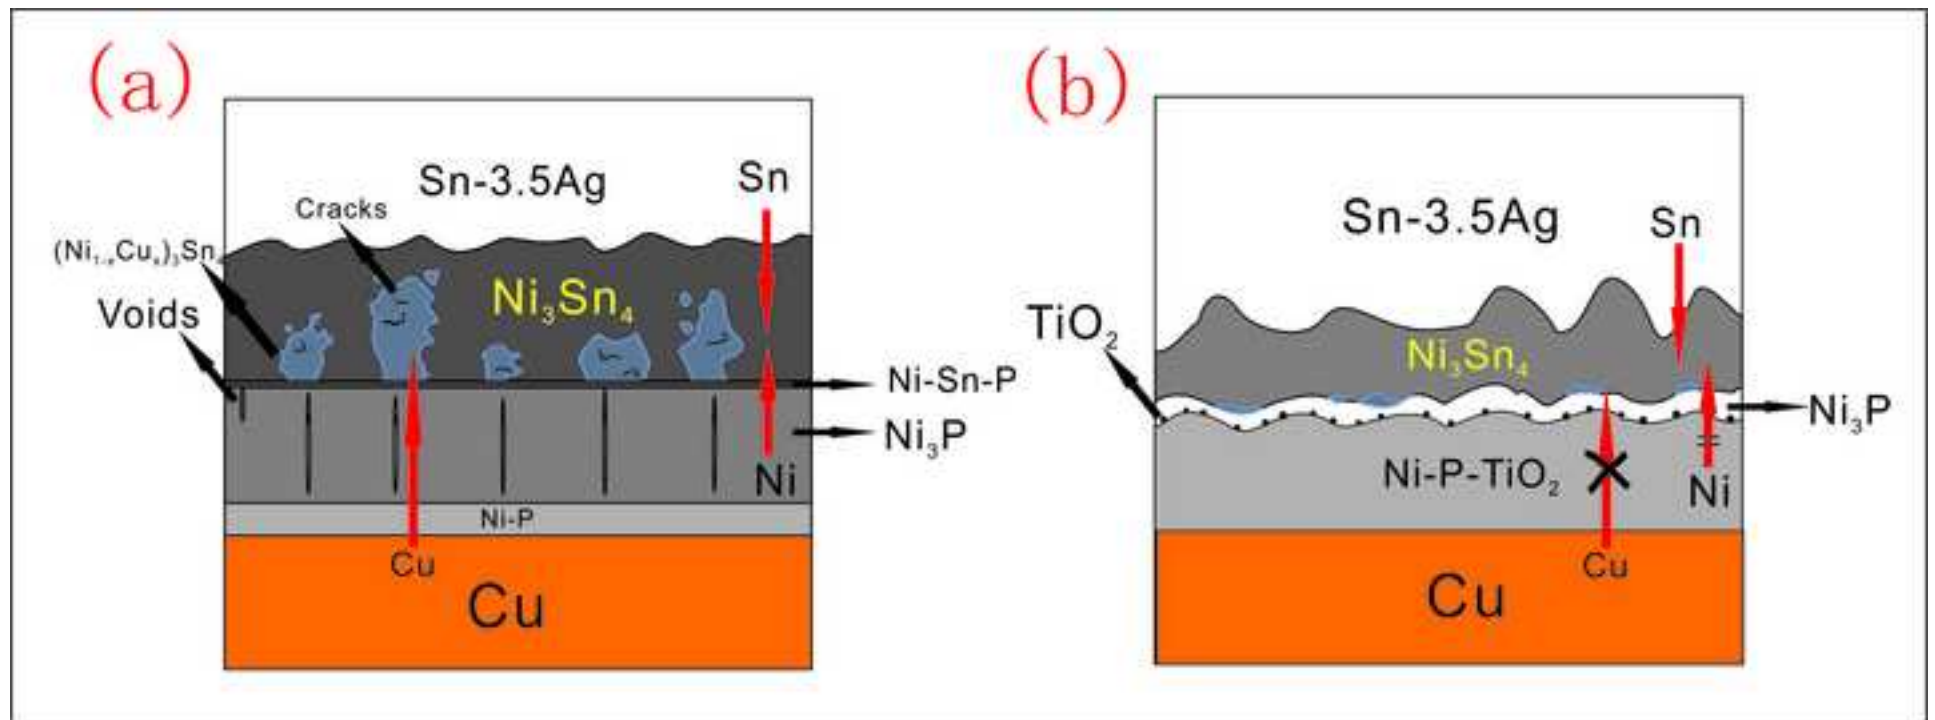 (a)
Sn-3.5Ag
Sn
Cracks
(Ni₁₋ₓCuₓ)₃Sn₄
Ni₃Sn₄
Voids
Ni-Sn-P
Ni₃P
Ni
Ni-P
Cu
Cu
(b)
Sn-3.5Ag
Sn
TiO₂
Ni₃Sn₄
Ni₃P
Ni-P-TiO₂
Ni
Cu
Cu